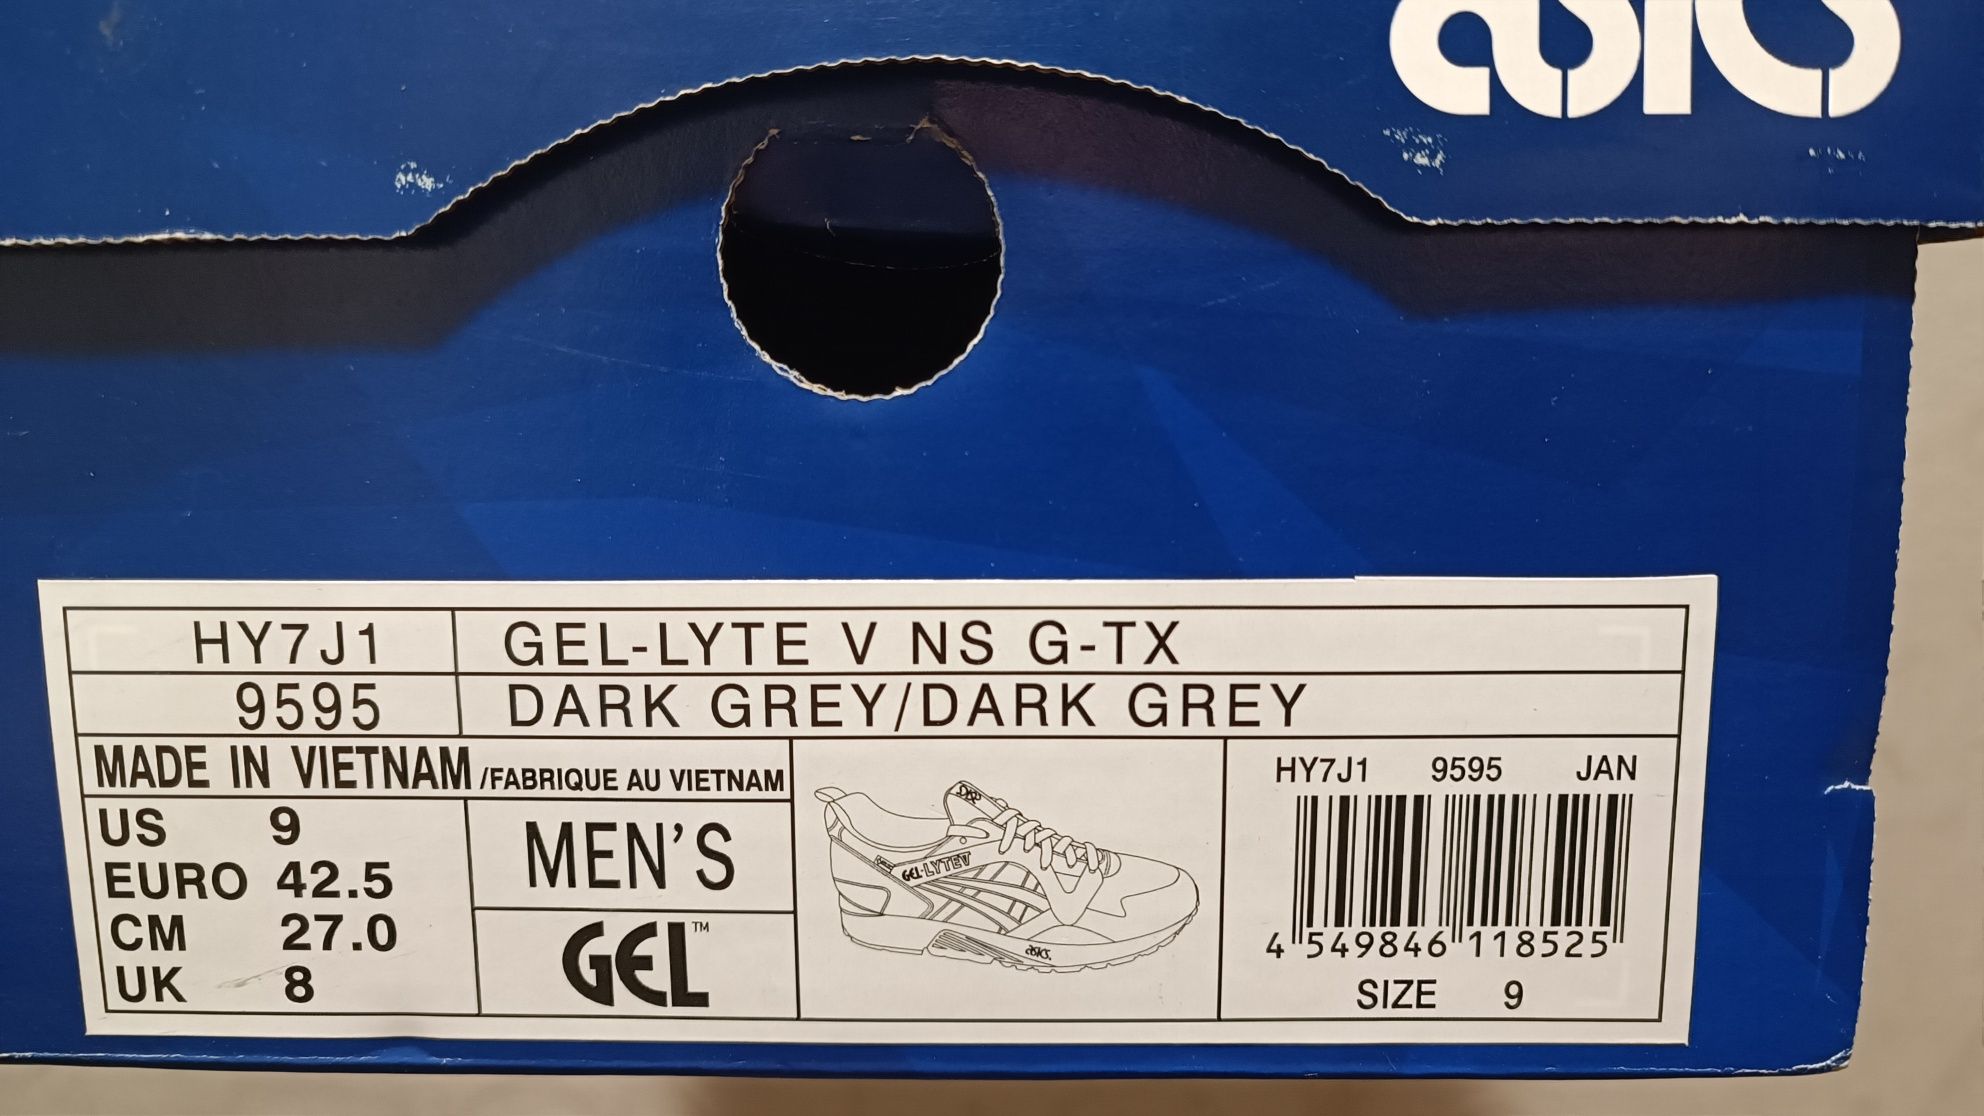 asics
HY7J1 GEL-LYTE V NS G-TX
9595 DARK GREY/DARK GREY
MADE IN VIETNAM /FABRIQUE AU VIETNAM
US 9
EURO 42.5
CM 27.0
UK 8
MEN'S
GEL™
GEL-LYTE V
asics
HY7J1 9595 JAN
4 549846 118525
SIZE 9